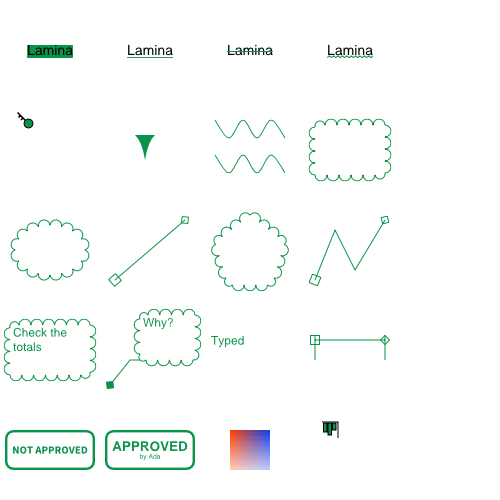 Lamina Lamina Lamina Lamina
Check the
totals
Why?
Typed
NOT APPROVED
APPROVED
by Ada